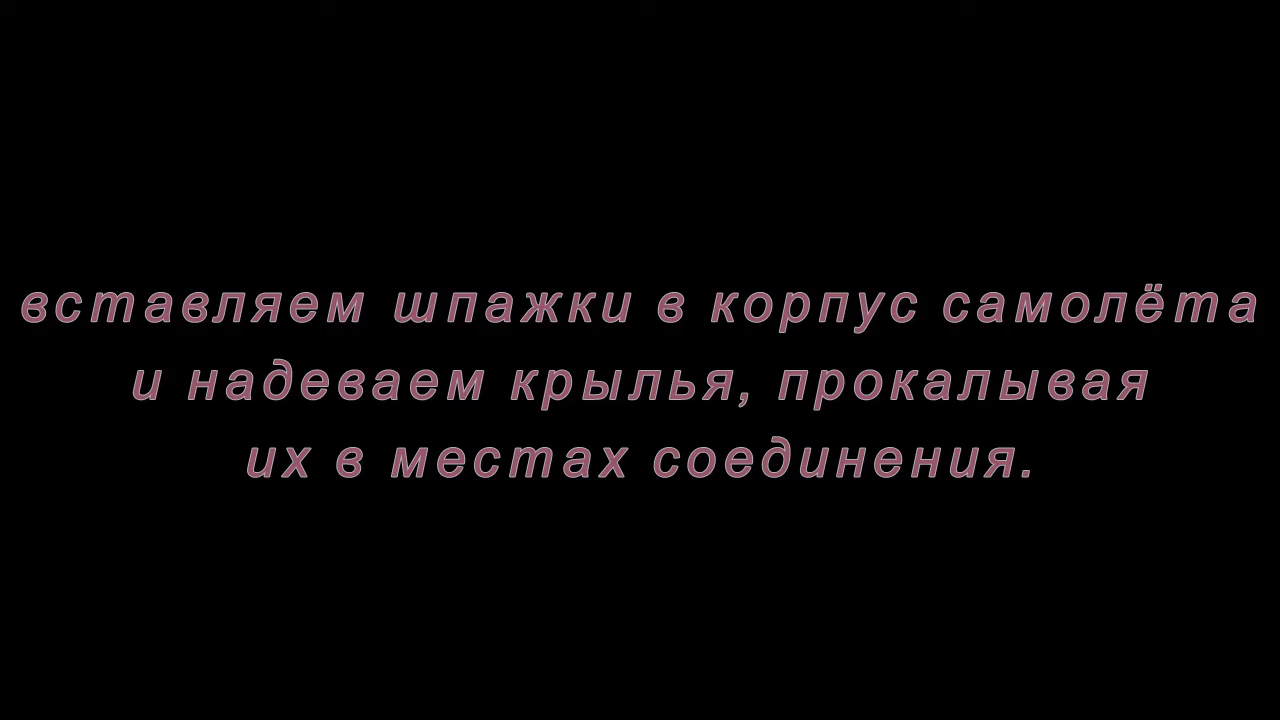 вставляем шпажки в корпус самолёта
и надеваем крылья, прокалывая
их в местах соединения.